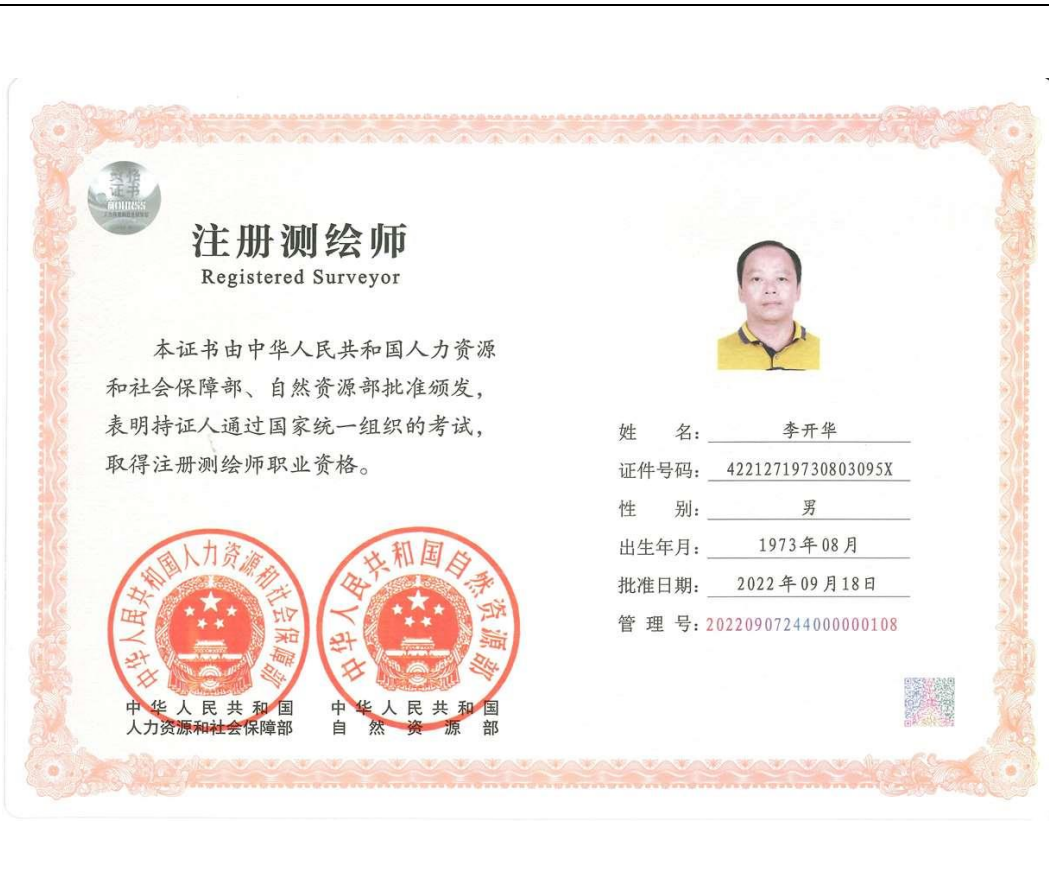 资格
证书
MOHRSS
注册测绘师
Registered Surveyor
本证书由中华人民共和国人力资源
和社会保障部、自然资源部批准颁发，
表明持证人通过国家统一组织的考试，
取得注册测绘师职业资格。
中华人民共和国人力资源和社会保障部
中华人民共和国自然资源部
中华人民共和国
人力资源和社会保障部
中华人民共和国
自然资源部
姓 名：李开华
证件号码：42212719730803095X
性 别：男
出生年月：1973年08月
批准日期：2022年09月18日
管 理 号：20220907244000000108